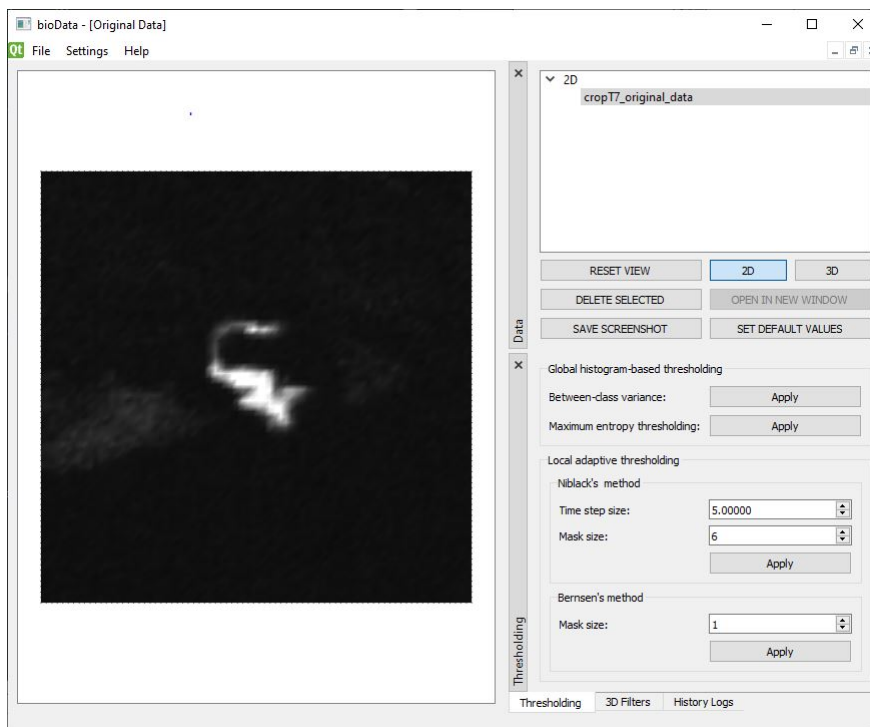 bioData - [Original Data]
Qt File Settings Help
2D
cropT7_original_data
RESET VIEW 2D 3D
DELETE SELECTED OPEN IN NEW WINDOW
SAVE SCREENSHOT SET DEFAULT VALUES
Data
Global histogram-based thresholding
Between-class variance: Apply
Maximum entropy thresholding: Apply
Local adaptive thresholding
Niblack's method
Time step size: 5.00000
Mask size: 6
Apply
Bernsen's method
Mask size: 1
Apply
Thresholding
Thresholding 3D Filters History Logs